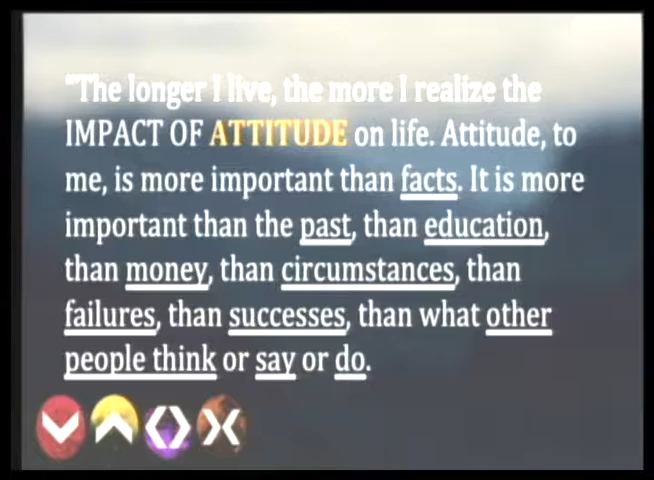 "The longer I live, the more I realize the
IMPACT OF ATTITUDE on life. Attitude, to
me, is more important than facts. It is more
important than the past, than education,
than money, than circumstances, than
failures, than successes, than what other
people think or say or do.